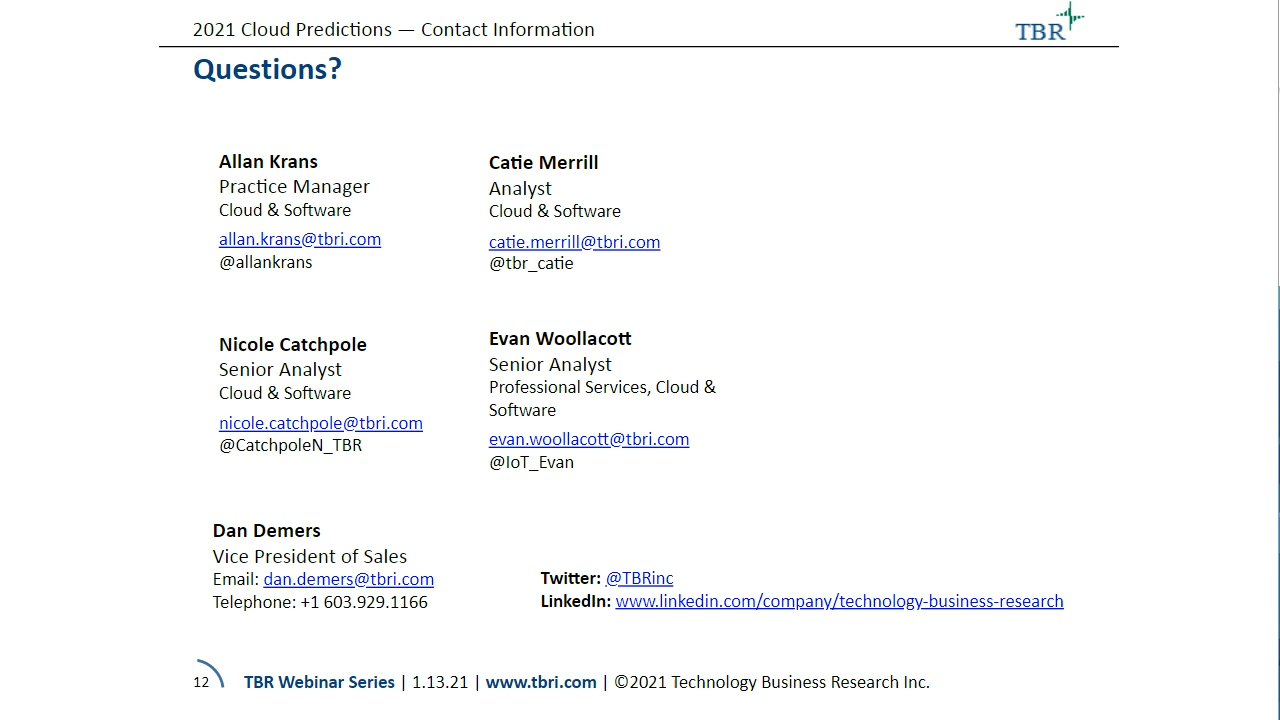 2021 Cloud Predictions — Contact Information
TBR
Questions?
Allan Krans
Practice Manager
Cloud & Software
allan.krans@tbri.com
@allankrans
Catie Merrill
Analyst
Cloud & Software
catie.merrill@tbri.com
@tbr_catie
Nicole Catchpole
Senior Analyst
Cloud & Software
nicole.catchpole@tbri.com
@CatchpoleN_TBR
Evan Woollacott
Senior Analyst
Professional Services, Cloud &
Software
evan.woollacott@tbri.com
@IoT_Evan
Dan Demers
Vice President of Sales
Email: dan.demers@tbri.com
Telephone: +1 603.929.1166
Twitter: @TBRinc
LinkedIn: www.linkedin.com/company/technology-business-research
12 TBR Webinar Series | 1.13.21 | www.tbri.com | ©2021 Technology Business Research Inc.